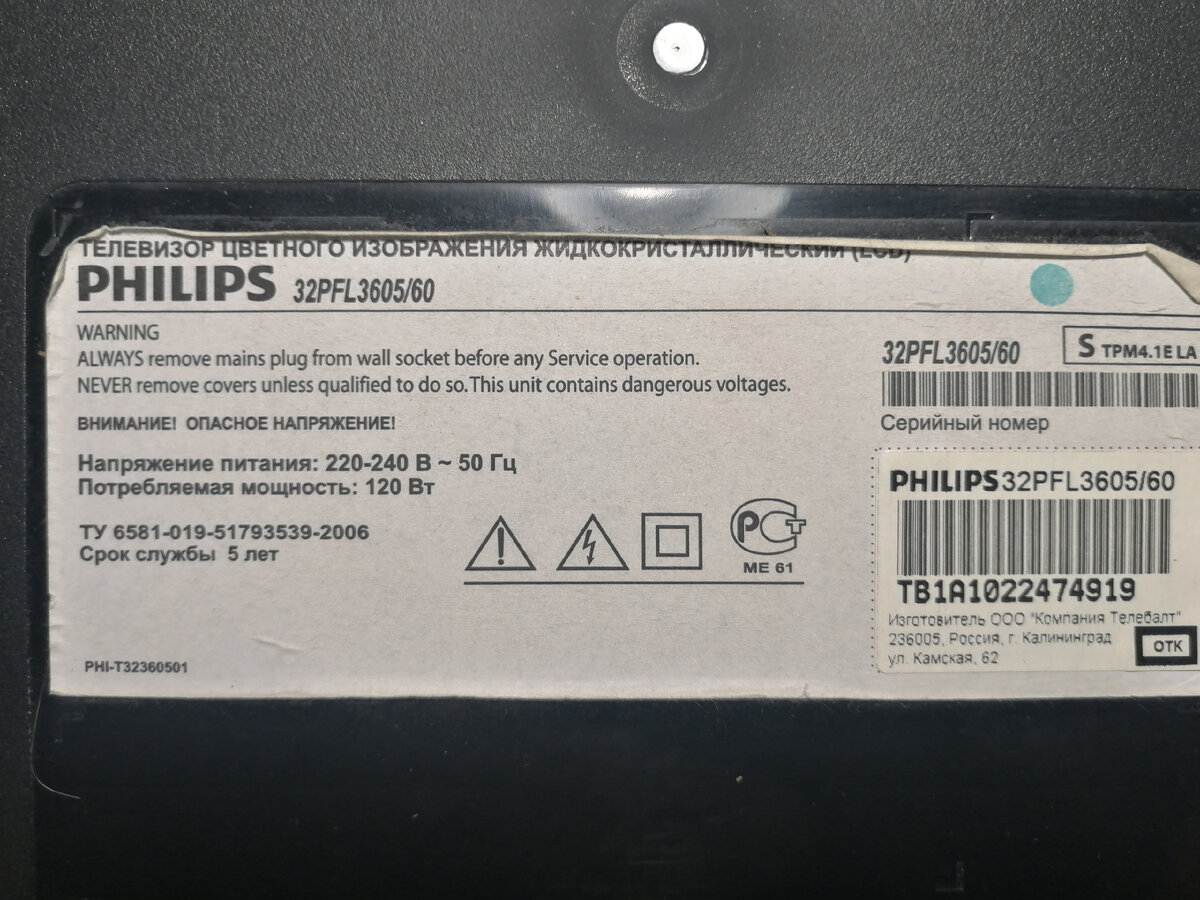 ТЕЛЕВИЗОР ЦВЕТНОГО ИЗОБРАЖЕНИЯ ЖИДКОКРИСТАЛЛИЧЕСКИЙ (LCD)
PHILIPS 32PFL3605/60
WARNING
ALWAYS remove mains plug from wall socket before any Service operation.
NEVER remove covers unless qualified to do so. This unit contains dangerous voltages.
ВНИМАНИЕ! ОПАСНОЕ НАПРЯЖЕНИЕ!
Напряжение питания: 220-240 В ~ 50 Гц
Потребляемая мощность: 120 Вт
ТУ 6581-019-51793539-2006
Срок службы 5 лет
РСТ
ME 61
PHI-T32360501
32PFL3605/60
S TPM4.1E LA
Серийный номер
PHILIPS 32PFL3605/60
TB1A1022474919
Изготовитель ООО "Компания Телебалт"
236005, Россия, г. Калининград
ул. Камская, 62
ОТК